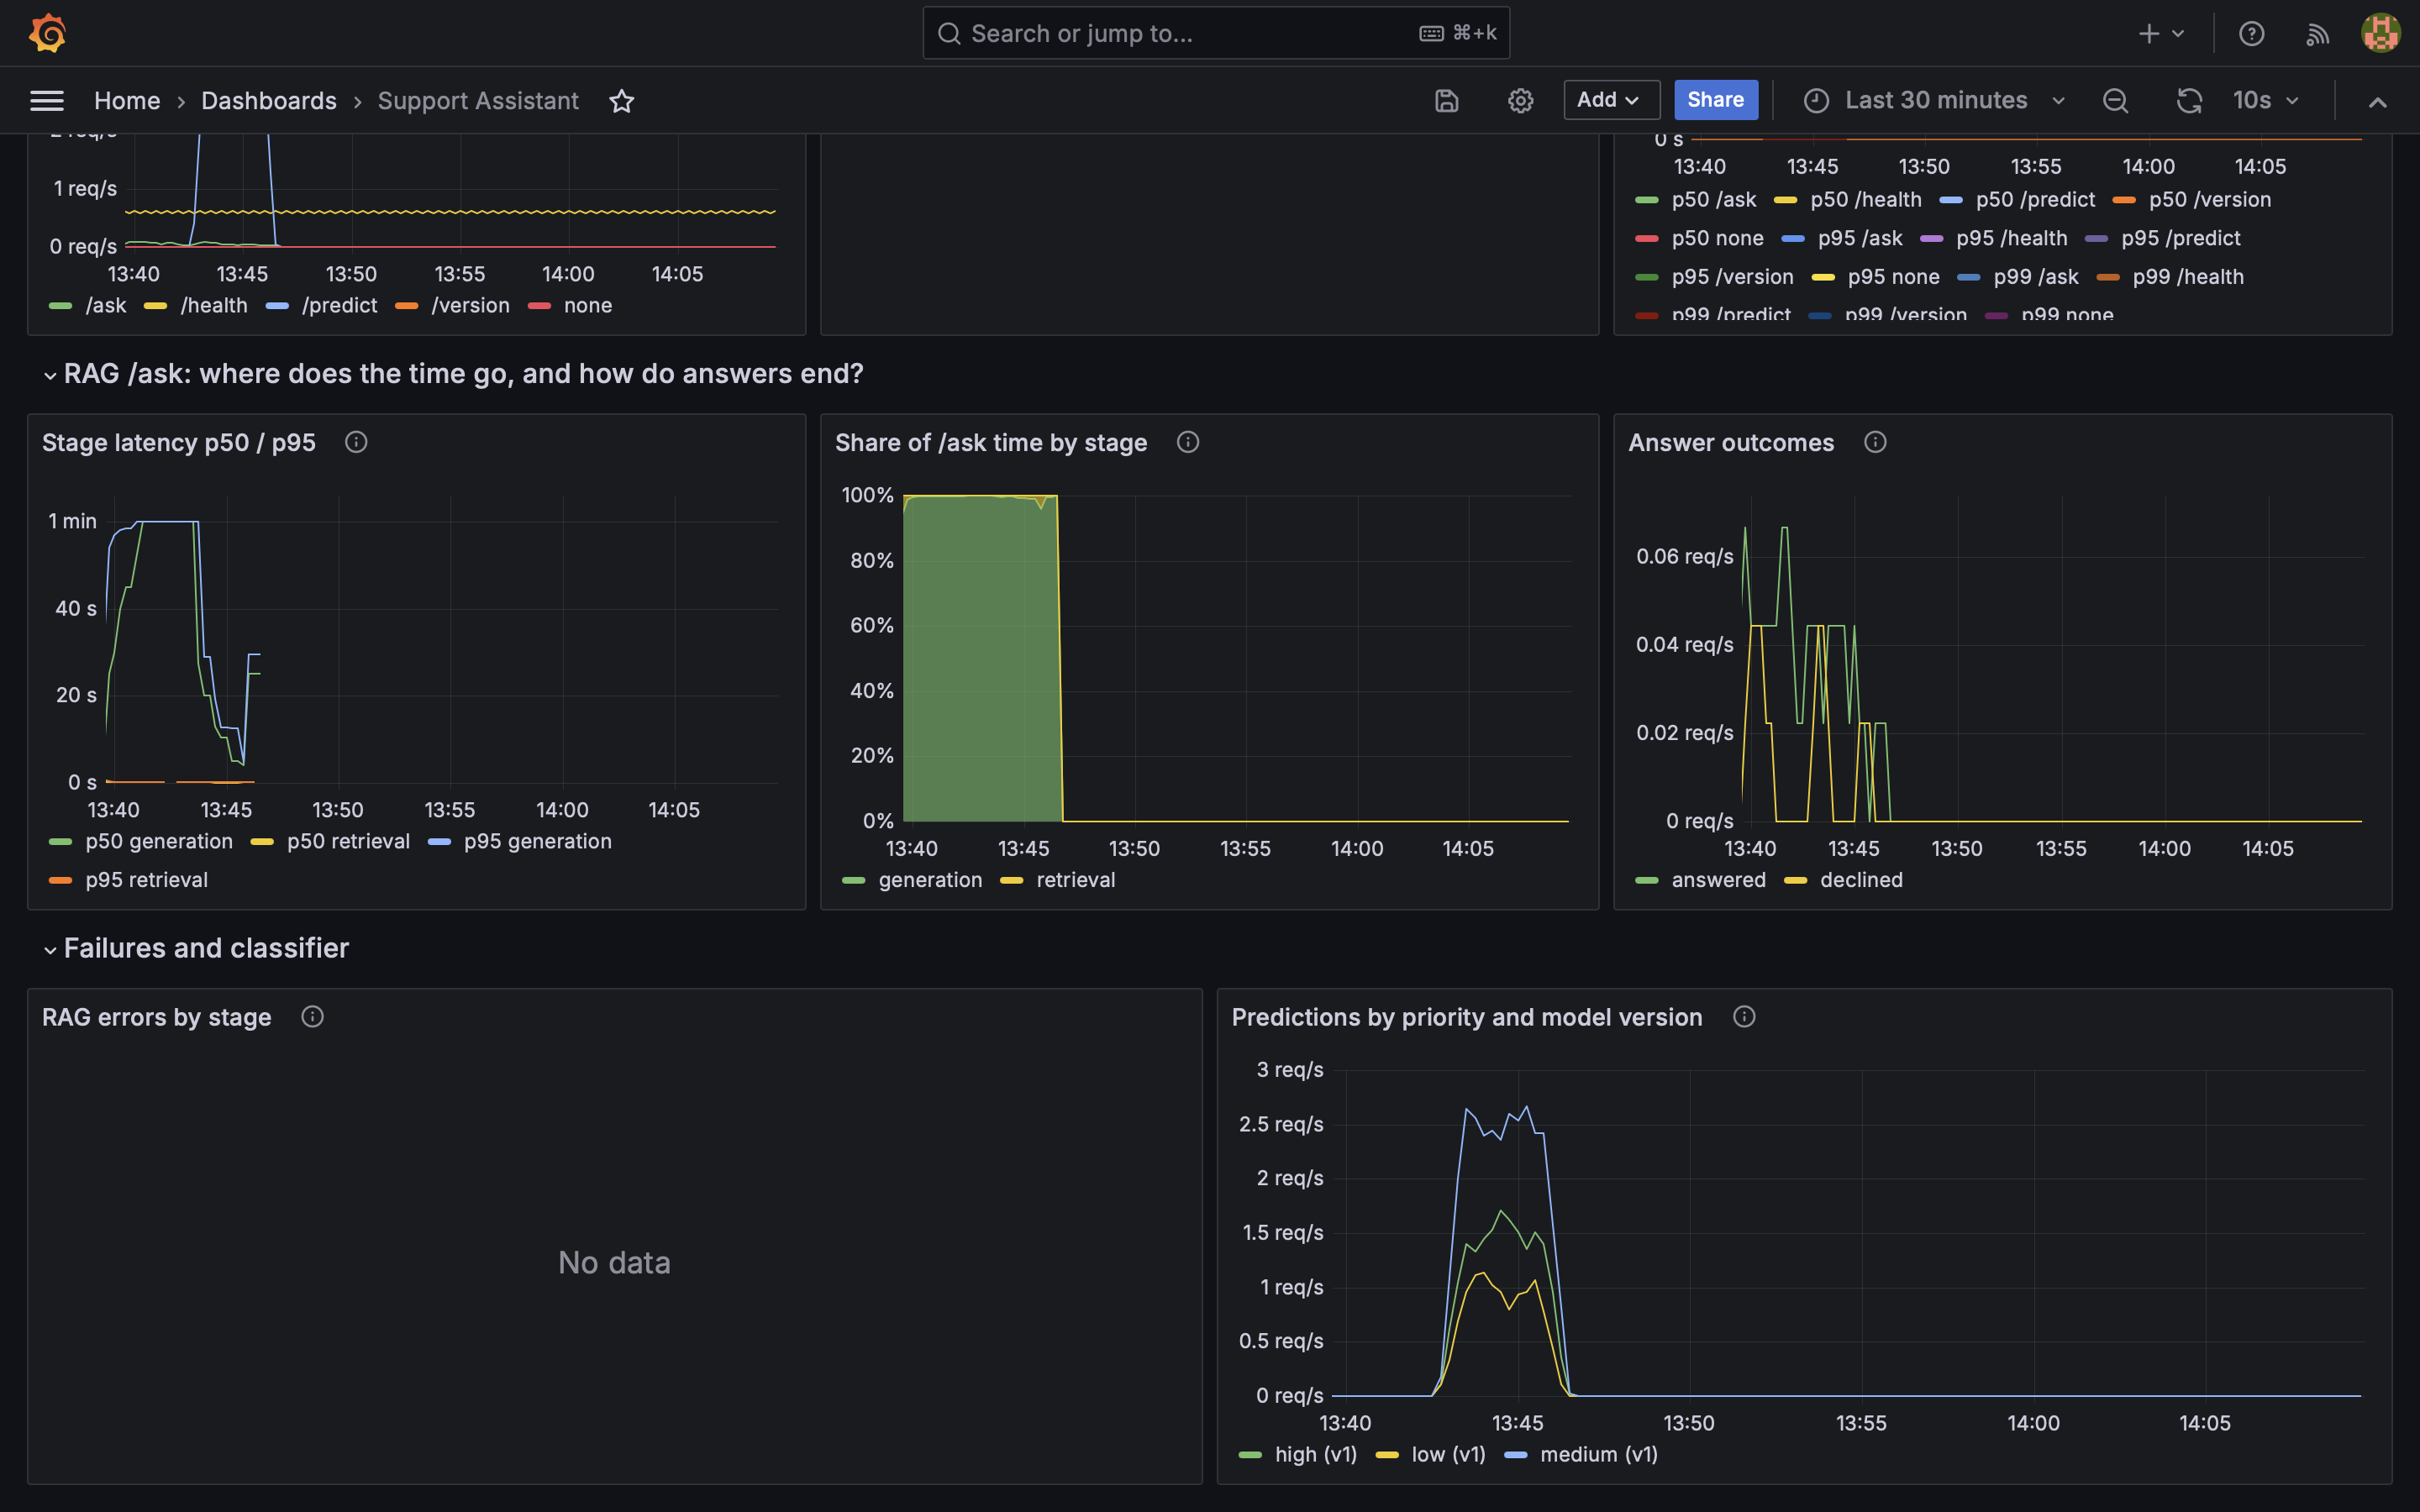 Search or jump to... ⌘+k
Home › Dashboards › Support Assistant Add Share Last 30 minutes 10s
2 req/s
1 req/s
0 req/s
13:40 13:45 13:50 13:55 14:00 14:05
/ask /health /predict /version none
0 s
13:40 13:45 13:50 13:55 14:00 14:05
p50 /ask p50 /health p50 /predict p50 /version
p50 none p95 /ask p95 /health p95 /predict
p95 /version p95 none p99 /ask p99 /health
p99 /predict p99 /version p99 none
RAG /ask: where does the time go, and how do answers end?
Stage latency p50 / p95
1 min
40 s
20 s
0 s
13:40 13:45 13:50 13:55 14:00 14:05
p50 generation p50 retrieval p95 generation
p95 retrieval
Share of /ask time by stage
100%
80%
60%
40%
20%
0%
13:40 13:45 13:50 13:55 14:00 14:05
generation retrieval
Answer outcomes
0.06 req/s
0.04 req/s
0.02 req/s
0 req/s
13:40 13:45 13:50 13:55 14:00 14:05
answered declined
Failures and classifier
RAG errors by stage
No data
Predictions by priority and model version
3 req/s
2.5 req/s
2 req/s
1.5 req/s
1 req/s
0.5 req/s
0 req/s
13:40 13:45 13:50 13:55 14:00 14:05
high (v1) low (v1) medium (v1)